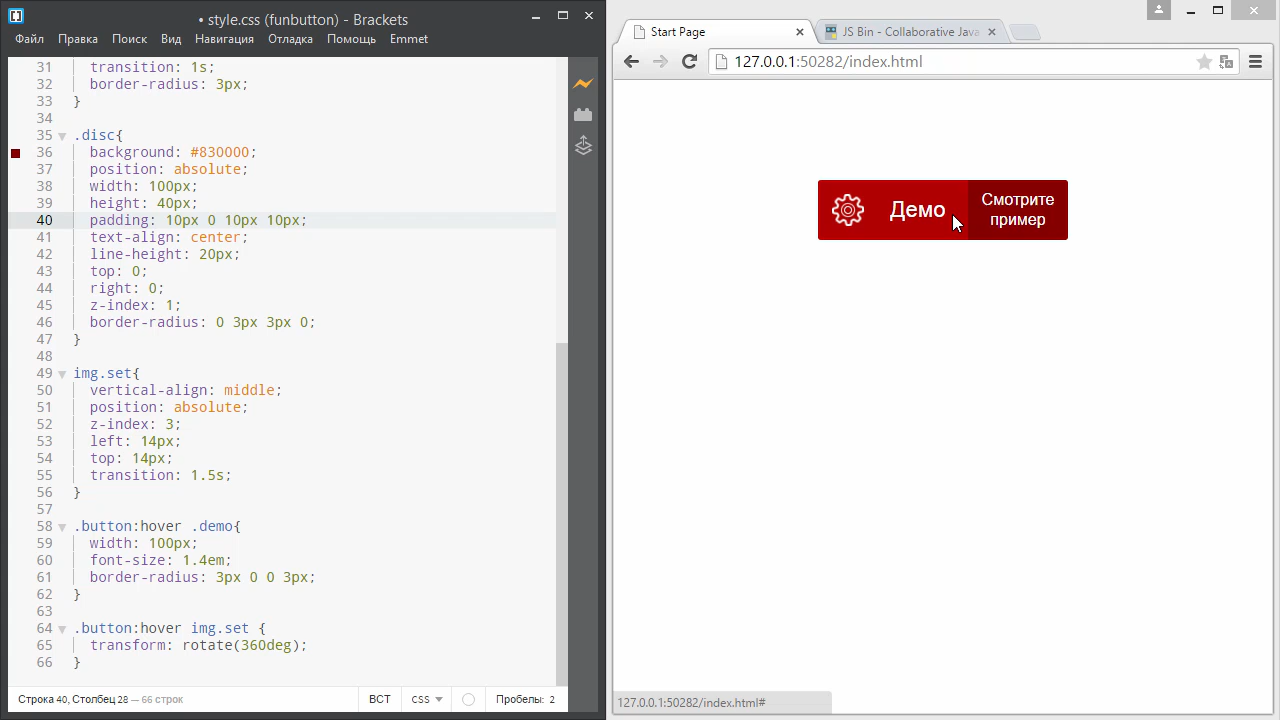 • style.css (funbutton) - Brackets
Файл Правка Поиск Вид Навигация Отладка Помощь Emmet
31 transition: 1s;
32 border-radius: 3px;
33 }
34
35 .disc{
36 background: #830000;
37 position: absolute;
38 width: 100px;
39 height: 40px;
40 padding: 10px 0 10px 10px;
41 text-align: center;
42 line-height: 20px;
43 top: 0;
44 right: 0;
45 z-index: 1;
46 border-radius: 0 3px 3px 0;
47 }
48
49 img.set{
50 vertical-align: middle;
51 position: absolute;
52 z-index: 3;
53 left: 14px;
54 top: 14px;
55 transition: 1.5s;
56 }
57
58 .button:hover .demo{
59 width: 100px;
60 font-size: 1.4em;
61 border-radius: 3px 0 0 3px;
62 }
63
64 .button:hover img.set {
65 transform: rotate(360deg);
66 }
Строка 40, Столбец 28 — 66 строк ВСТ CSS Пробелы: 2
Start Page JS Bin - Collaborative Java
127.0.0.1:50282/index.html
Демо
Смотрите
пример
127.0.0.1:50282/index.html#